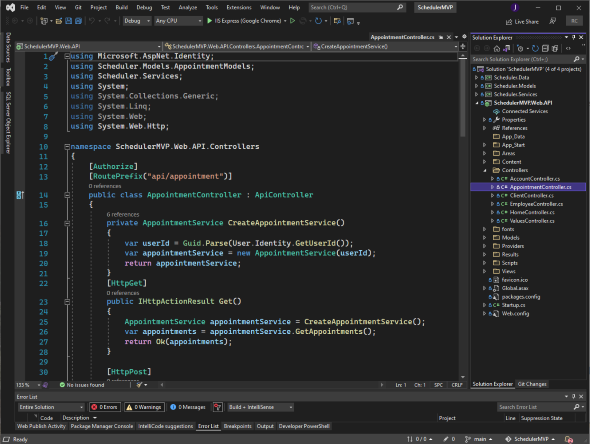 File Edit View Git Project Build Debug Test Analyze Tools Extensions Window Help Search SchedulerMVP J
Debug Any CPU IIS Express (Google Chrome) Live Share RC
Data Sources
Toolbox
SQL Server Object Explorer
AppointmentController.cs
SchedulerMVP.Web.API SchedulerMVP.Web.API.Controllers.AppointmentContr CreateAppointmentService()
1 using Microsoft.AspNet.Identity;
2 using Scheduler.Models.AppointmentModels;
3 using Scheduler.Services;
4 using System;
5 using System.Collections.Generic;
6 using System.Linq;
7 using System.Web;
8 using System.Web.Http;
9
10 namespace SchedulerMVP.Web.API.Controllers
11 {
12 [Authorize]
13 [RoutePrefix("api/appointment")]
0 references
14 public class AppointmentController : ApiController
15 {
6 references
16 private AppointmentService CreateAppointmentService()
17 {
18 var userId = Guid.Parse(User.Identity.GetUserId());
19 var appointmentService = new AppointmentService(userId);
20 return appointmentService;
21 }
22 [HttpGet]
0 references
23 public IHttpActionResult Get()
24 {
25 AppointmentService appointmentService = CreateAppointmentService();
26 var appointments = appointmentService.GetAppointments();
27 return Ok(appointments);
28 }
29
30 [HttpPost]
0 references
133 % No issues found Ln: 1 Ch: 1 SPC CRLF
Solution Explorer
Search Solution Explorer (Ctrl+;)
Solution "SchedulerMVP" (4 of 4 projects)
Scheduler.Data
Scheduler.Models
Scheduler.Services
SchedulerMVP.Web.API
Connected Services
Properties
References
App_Data
App_Start
Areas
Content
Controllers
AccountController.cs
AppointmentController.cs
ClientController.cs
EmployeeController.cs
HomeController.cs
ValuesController.cs
fonts
Models
Providers
Results
Scripts
Views
favicon.ico
Global.asax
packages.config
Startup.cs
Web.config
Solution Explorer Git Changes
Error List
Entire Solution 0 Errors 0 Warnings 0 Messages Build + IntelliSense Search Error List
Code Description Project Line Suppression State
Web Publish Activity Package Manager Console IntelliCode suggestions Error List Breakpoints Output Developer PowerShell
Ready 0 / 0 0 main SchedulerMVP